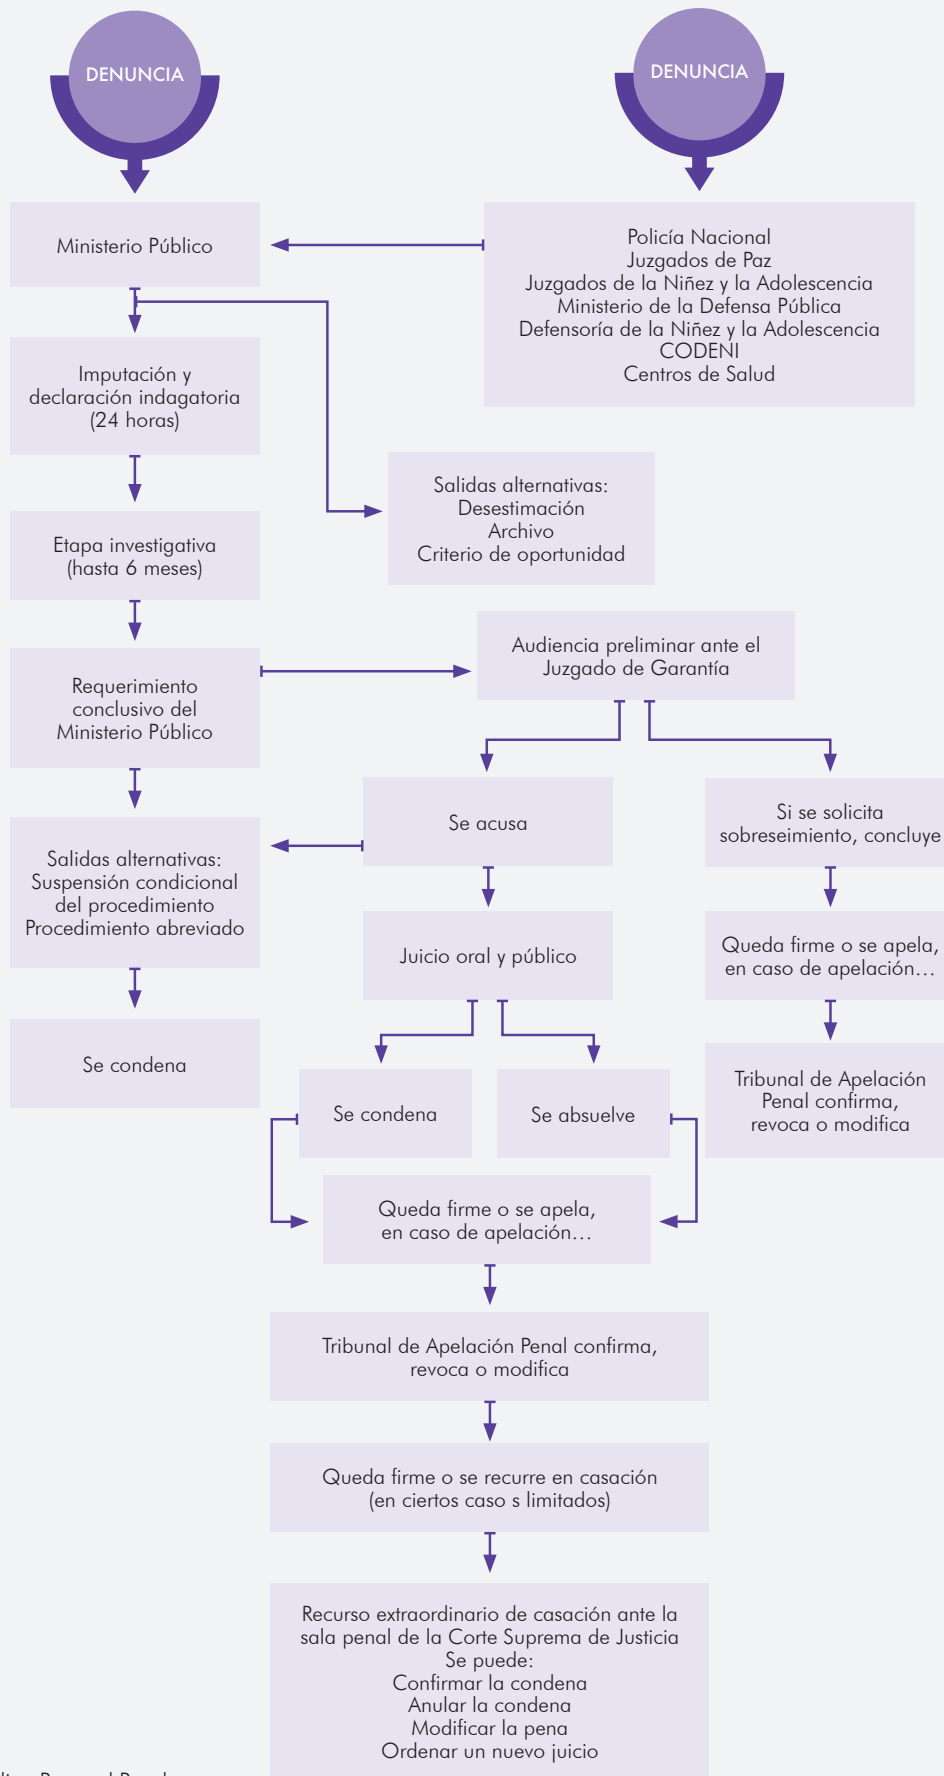 DENUNCIA
DENUNCIA
Ministerio Público
Policía Nacional
Juzgados de Paz
Juzgados de la Niñez y la Adolescencia
Ministerio de la Defensa Pública
Defensoría de la Niñez y la Adolescencia
CODENI
Centros de Salud
Imputación y
declaración indagatoria
(24 horas)
Salidas alternativas:
Desestimación
Archivo
Criterio de oportunidad
Etapa investigativa
(hasta 6 meses)
Requerimiento
conclusivo del
Ministerio Público
Audiencia preliminar ante el
Juzgado de Garantía
Se acusa
Si se solicita
sobreseimiento, concluye
Salidas alternativas:
Suspensión condicional
del procedimiento
Procedimiento abreviado
Juicio oral y público
Queda firme o se apela,
en caso de apelación...
Se condena
Se condena
Se absuelve
Tribunal de Apelación
Penal confirma,
revoca o modifica
Queda firme o se apela,
en caso de apelación...
Tribunal de Apelación Penal confirma,
revoca o modifica
Queda firme o se recurre en casación
(en ciertos caso s limitados)
Recurso extraordinario de casación ante la
sala penal de la Corte Suprema de Justicia
Se puede:
Confirmar la condena
Anular la condena
Modificar la pena
Ordenar un nuevo juicio